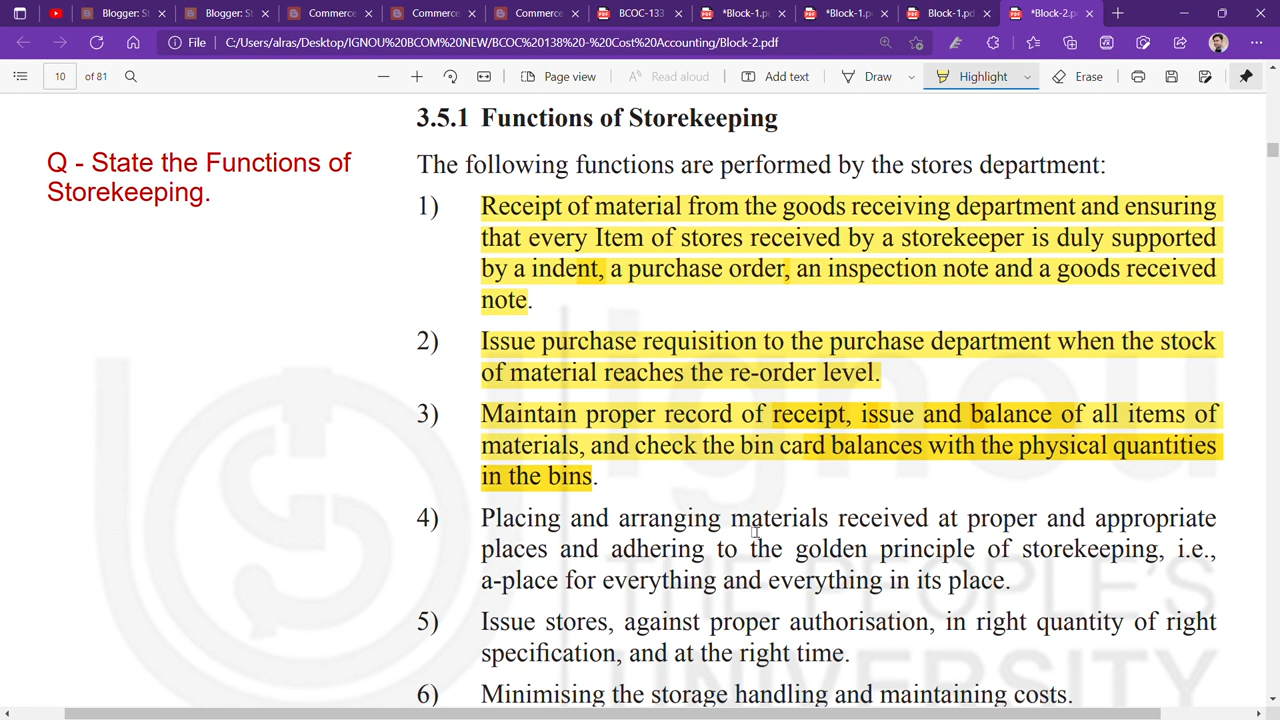 Blogger: S
Blogger: St
Commerce
Commerce
Commerce
BCOC-133
*Block-1.p
*Block-1.p
Block-1.pd
*Block-2.p
File C:/Users/alras/Desktop/IGNOU%20BCOM%20NEW/BCOC%20138%20-%20Cost%20Accounting/Block-2.pdf
10 of 81 Page view Read aloud Add text Draw Highlight Erase
3.5.1 Functions of Storekeeping
Q - State the Functions of
Storekeeping.
The following functions are performed by the stores department:
1) Receipt of material from the goods receiving department and ensuring
that every Item of stores received by a storekeeper is duly supported
by a indent, a purchase order, an inspection note and a goods received
note.
2) Issue purchase requisition to the purchase department when the stock
of material reaches the re-order level.
3) Maintain proper record of receipt, issue and balance of all items of
materials, and check the bin card balances with the physical quantities
in the bins.
4) Placing and arranging materials received at proper and appropriate
places and adhering to the golden principle of storekeeping, i.e.,
a-place for everything and everything in its place.
5) Issue stores, against proper authorisation, in right quantity of right
specification, and at the right time.
6) Minimising the storage handling and maintaining costs.
ignou
THE PEOPLE'S
UNIVERSITY